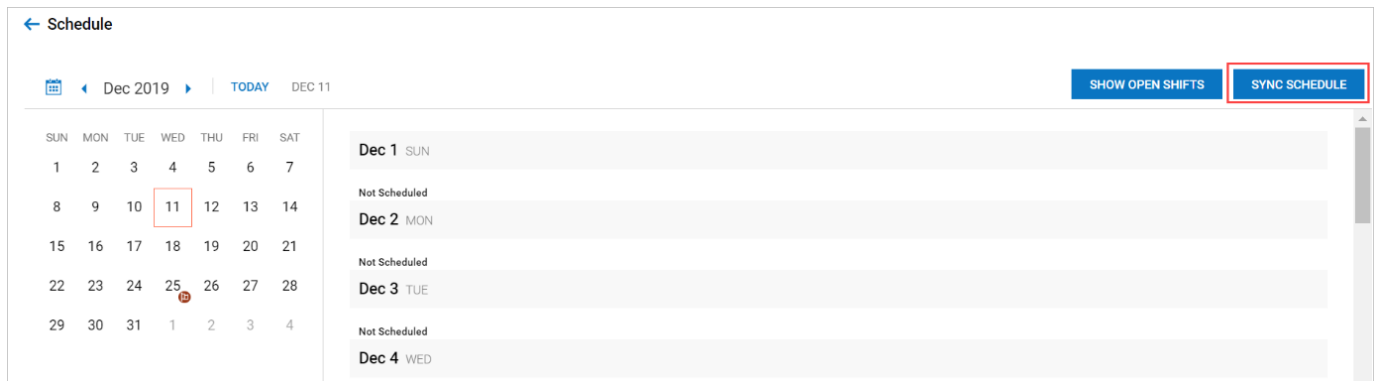 Schedule
Dec 2019 TODAY DEC 11 SHOW OPEN SHIFTS SYNC SCHEDULE
SUN MON TUE WED THU FRI SAT
1 2 3 4 5 6 7
8 9 10 11 12 13 14
15 16 17 18 19 20 21
22 23 24 25 26 27 28
29 30 31 1 2 3 4
Dec 1 SUN
Not Scheduled
Dec 2 MON
Not Scheduled
Dec 3 TUE
Not Scheduled
Dec 4 WED